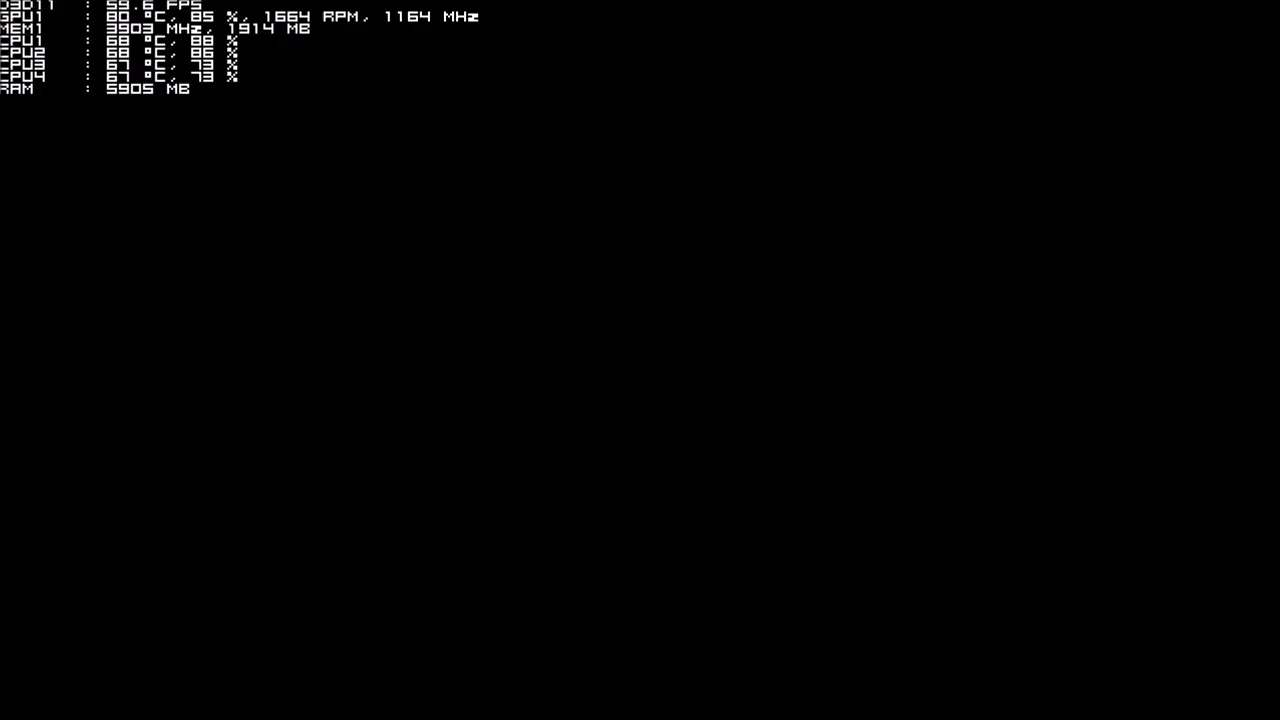 D3D11 : 59.6 FPS
GPU1 : 80 °C, 85 %, 1664 RPM, 1164 MHz
MEM1 : 3903 MHz, 1914 MB
CPU1 : 68 °C, 88 %
CPU2 : 68 °C, 86 %
CPU3 : 67 °C, 73 %
CPU4 : 67 °C, 73 %
RAM : 5905 MB